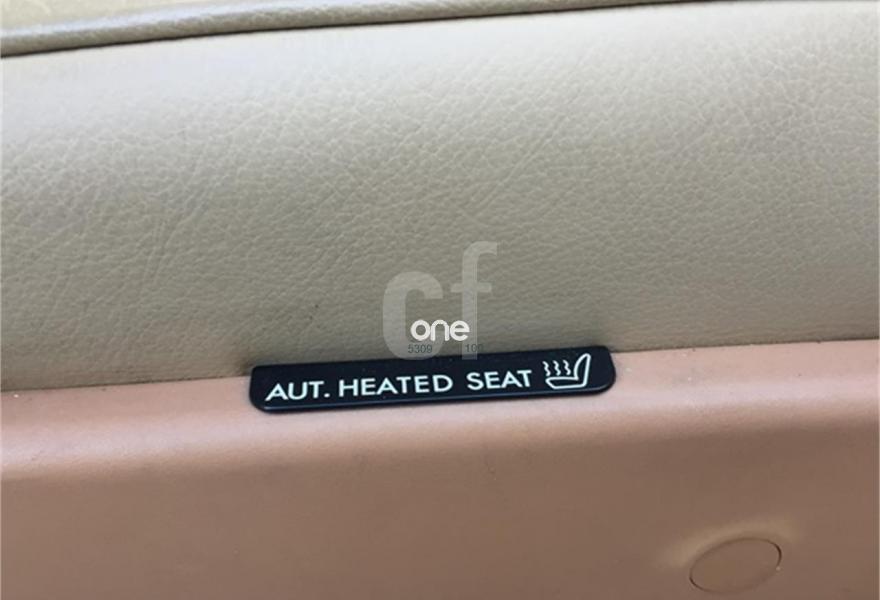 cf
one
5309 100
AUT. HEATED SEAT